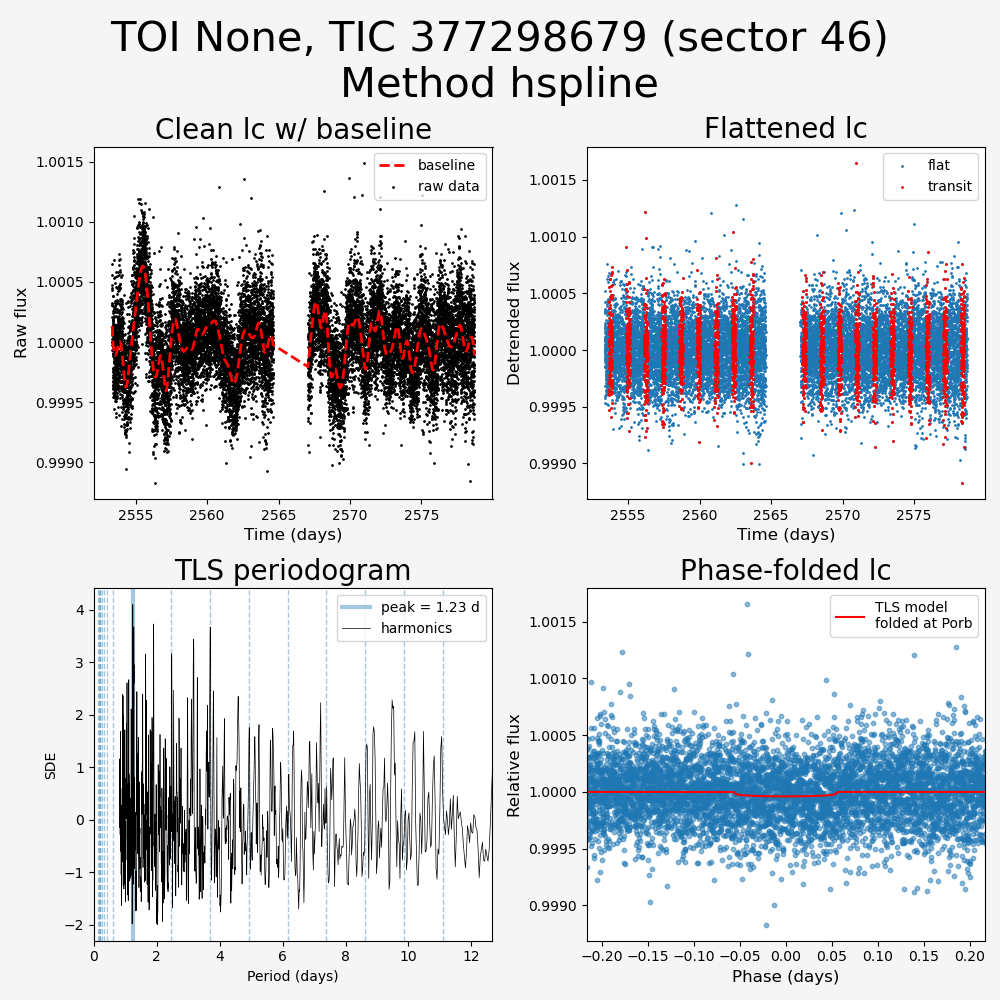 TOI None, TIC 377298679 (sector 46)
Method hspline
Clean lc w/ baseline
Flattened lc
baseline
raw data
flat
transit
Raw flux
1.0015
1.0010
1.0005
1.0000
0.9995
0.9990
2555 2560 2565 2570 2575
Time (days)
Detrended flux
1.0015
1.0010
1.0005
1.0000
0.9995
0.9990
2555 2560 2565 2570 2575
Time (days)
TLS periodogram
Phase-folded lc
peak = 1.23 d
harmonics
TLS model
folded at Porb
SDE
4
3
2
1
0
−1
−2
0 2 4 6 8 10 12
Period (days)
Relative flux
1.0015
1.0010
1.0005
1.0000
0.9995
0.9990
−0.20 −0.15 −0.10 −0.05 0.00 0.05 0.10 0.15 0.20
Phase (days)